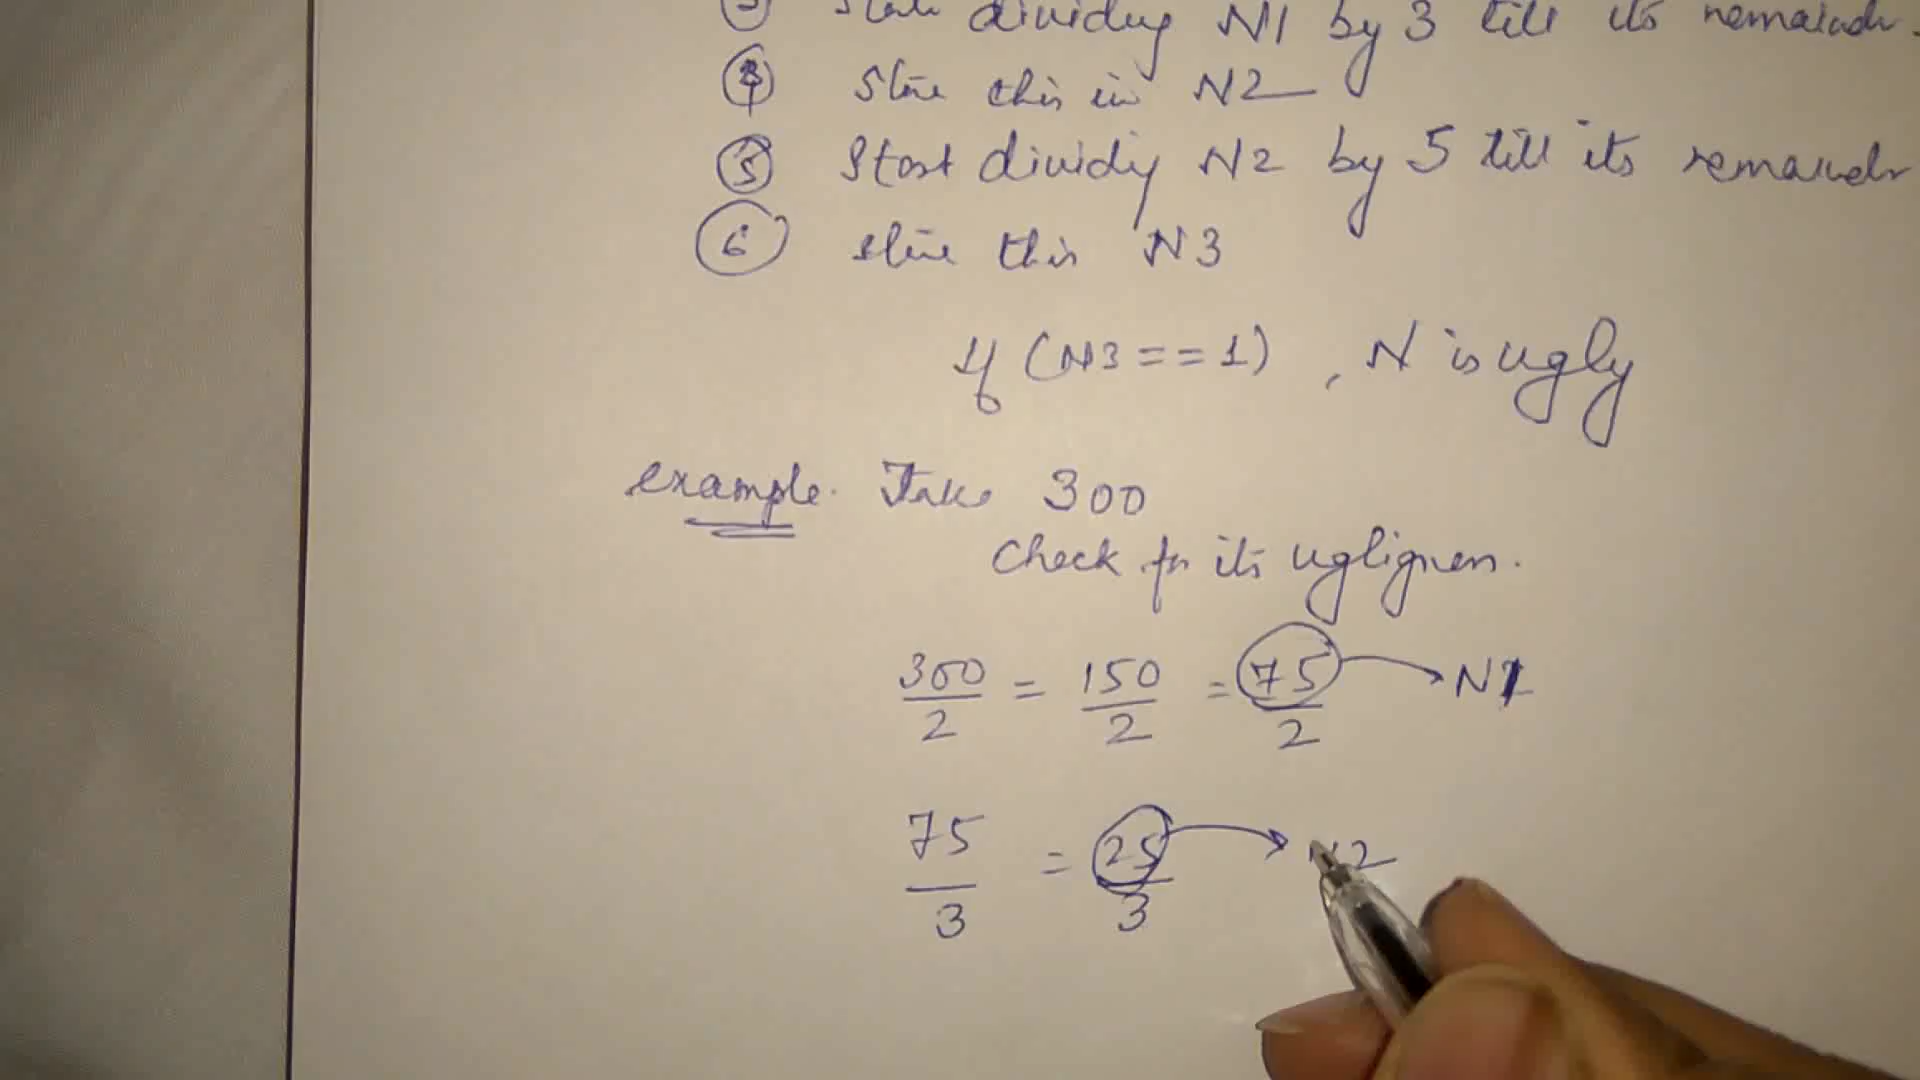 ③ Start dividing N1 by 3 till its remainder
④ Store this in N2
⑤ Start dividing N2 by 5 till its remainder
⑥ store this N3
If (N3 == 1) , N is ugly
example. Take 300
Check for its ugligness.
300/2 = 150/2 = 75/2 → N1
75/3 = 25/3 → N2